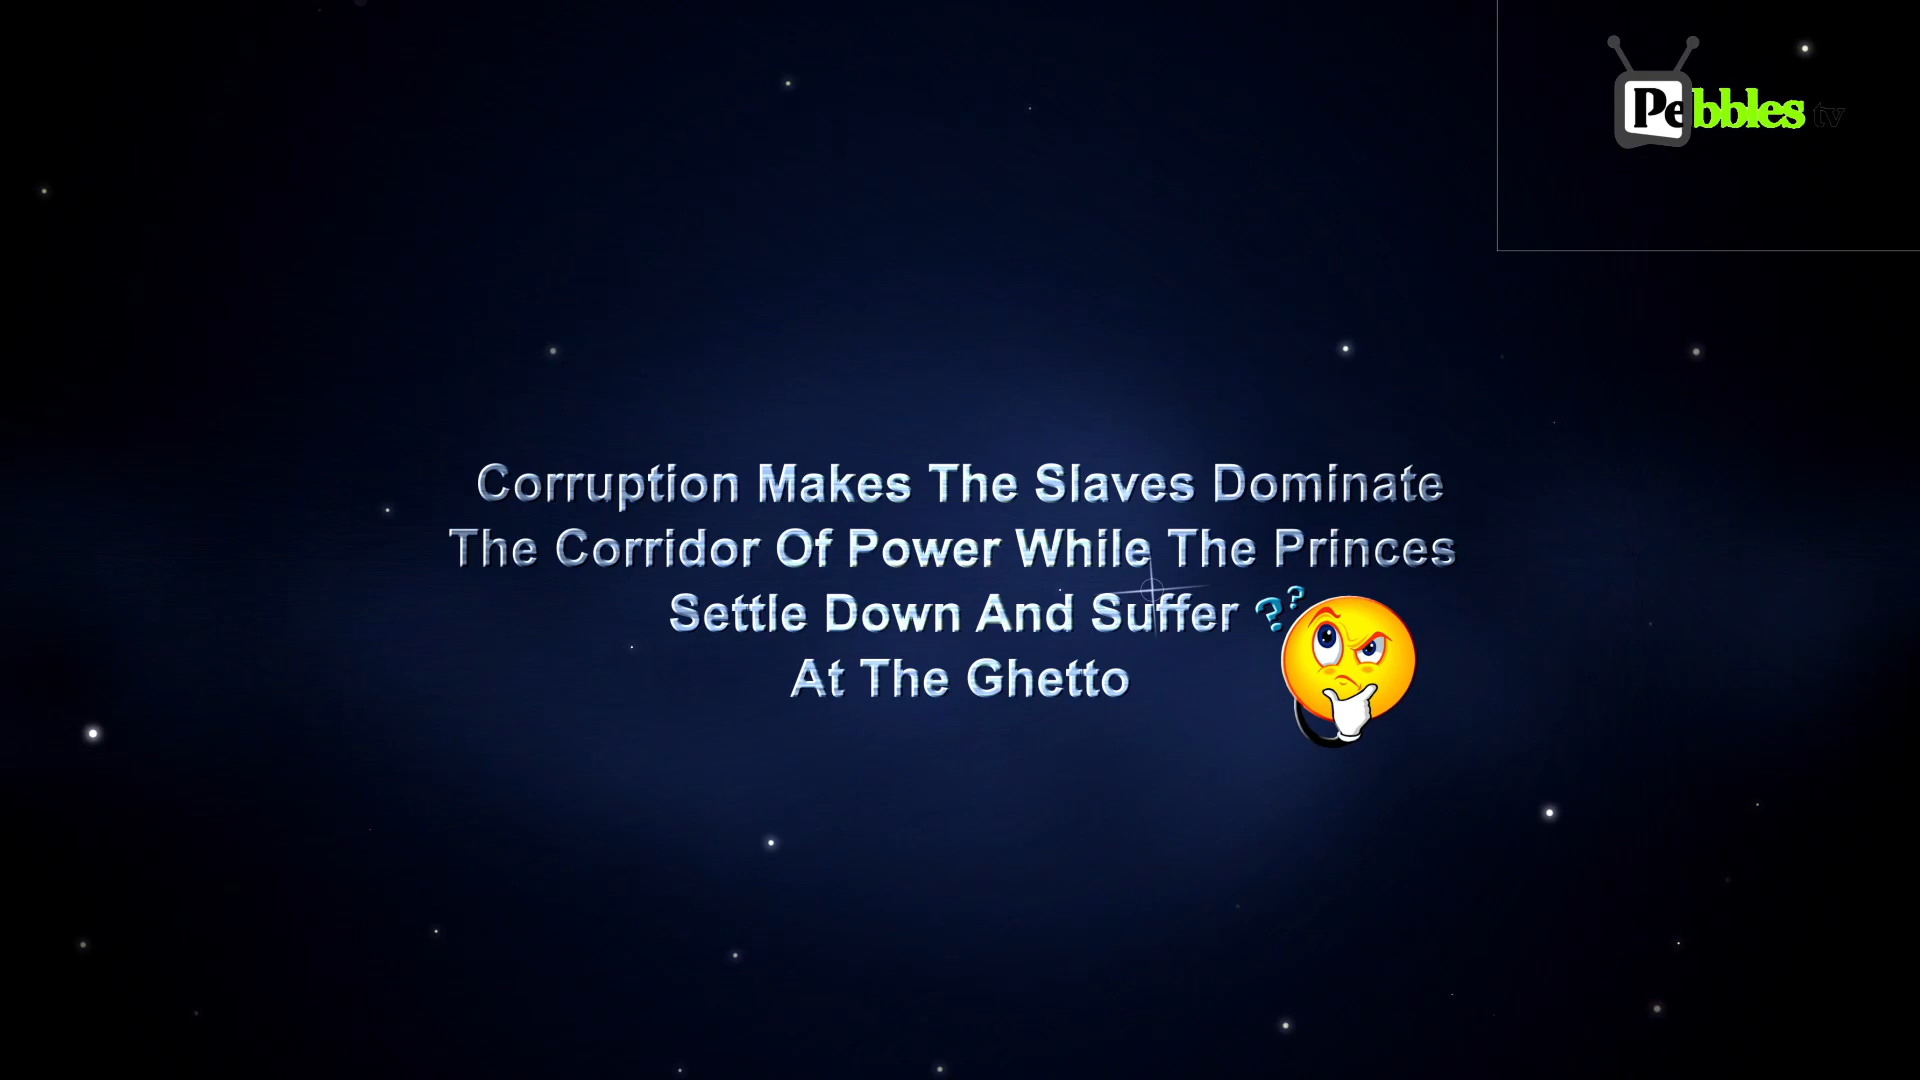 Pebbles tv
Corruption Makes The Slaves Dominate
The Corridor Of Power While The Princes
Settle Down And Suffer ??
At The Ghetto